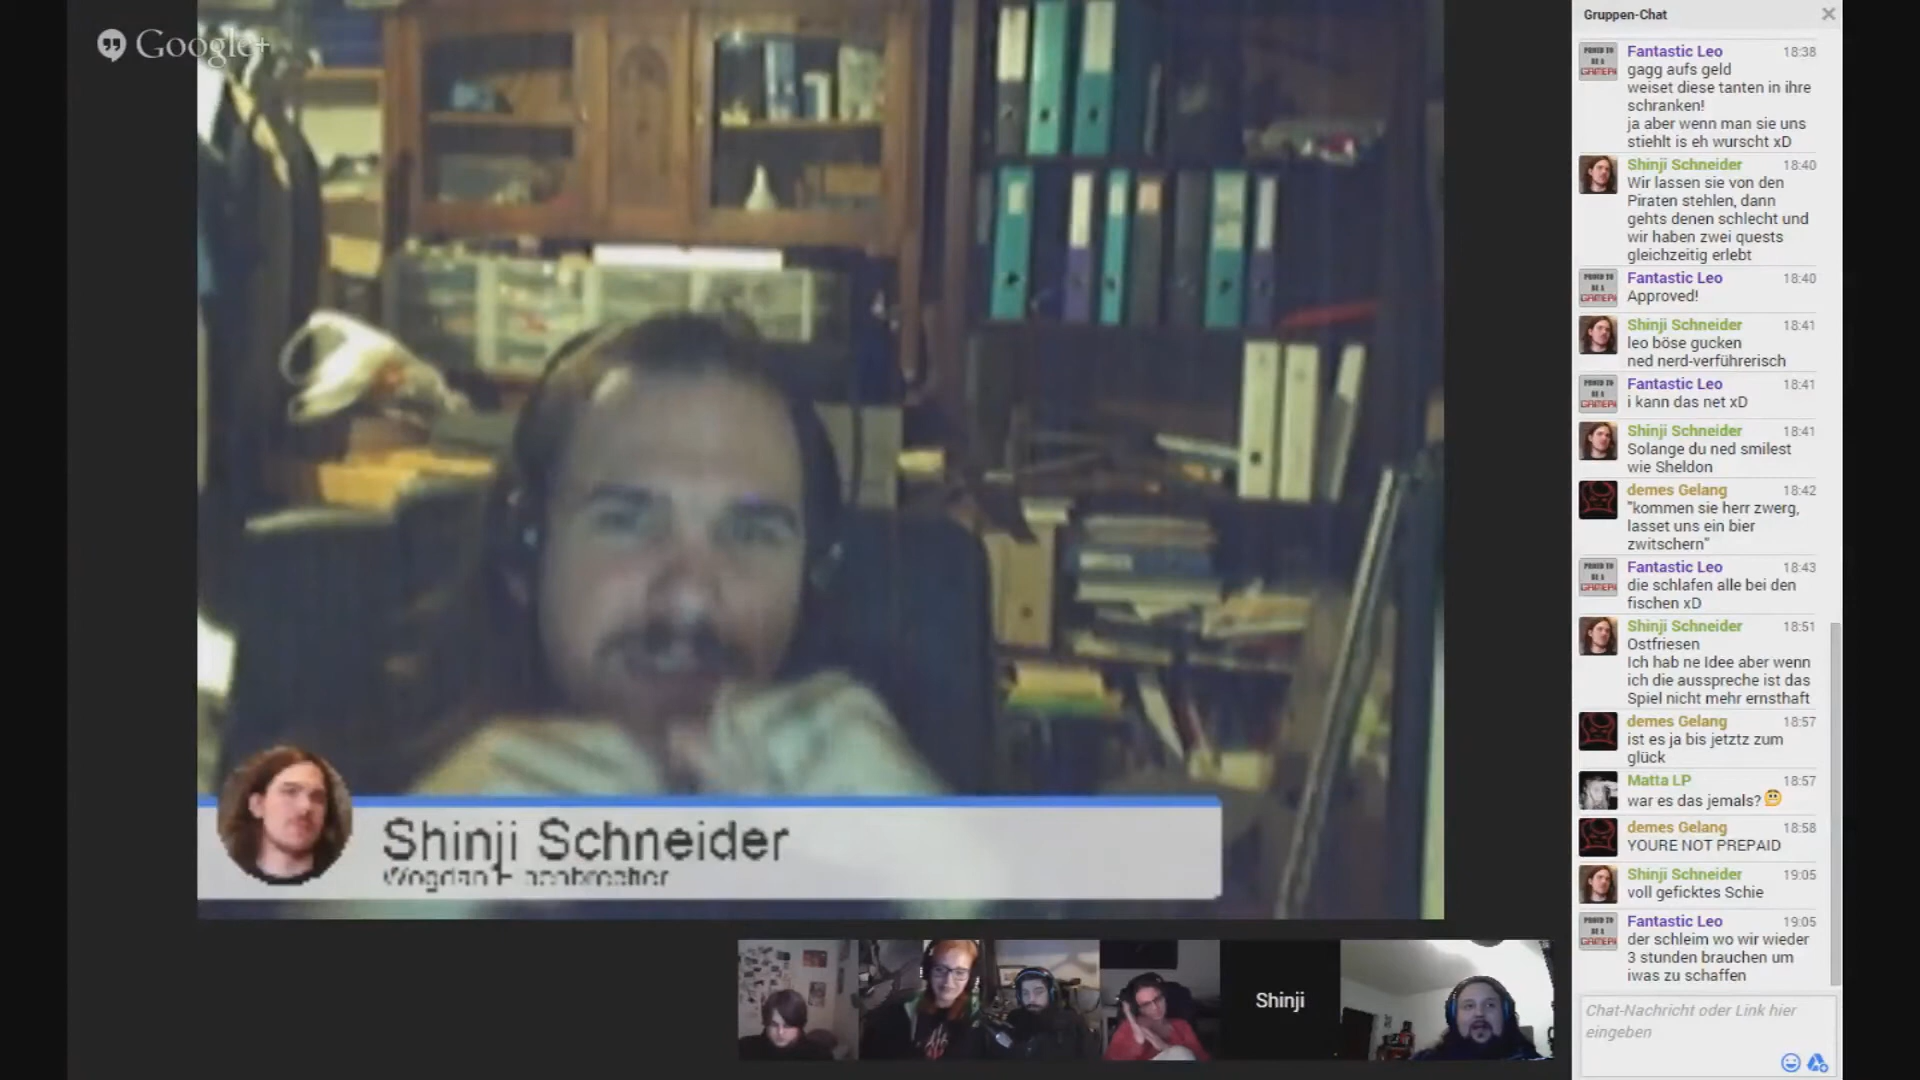 Google+
Shinji Schneider
Shinji
Gruppen-Chat
Fantastic Leo 18:38
gagg aufs geld
weiset diese tanten in ihre
schranken!
ja aber wenn man sie uns
stiehlt is eh wurscht xD
Shinji Schneider 18:40
Wir lassen sie von den
Piraten stehlen, dann
gehts denen schlecht und
wir haben zwei quests
gleichzeitig erlebt
Fantastic Leo 18:40
Approved!
Shinji Schneider 18:41
leo böse gucken
ned nerd-verführerisch
Fantastic Leo 18:41
i kann das net xD
Shinji Schneider 18:41
Solange du ned smilest
wie Sheldon
demes Gelang 18:42
"kommen sie herr zwerg,
lasset uns ein bier
zwitschern"
Fantastic Leo 18:43
die schlafen alle bei den
fischen xD
Shinji Schneider 18:51
Ostfriesen
Ich hab ne Idee aber wenn
ich die ausspreche ist das
Spiel nicht mehr ernsthaft
demes Gelang 18:57
ist es ja bis jetztz zum
glück
Matta LP 18:57
war es das jemals?
demes Gelang 18:58
YOURE NOT PREPAID
Shinji Schneider 19:05
voll geficktes Schie
Fantastic Leo 19:05
der schleim wo wir wieder
3 stunden brauchen um
iwas zu schaffen
Chat-Nachricht oder Link hier
eingeben